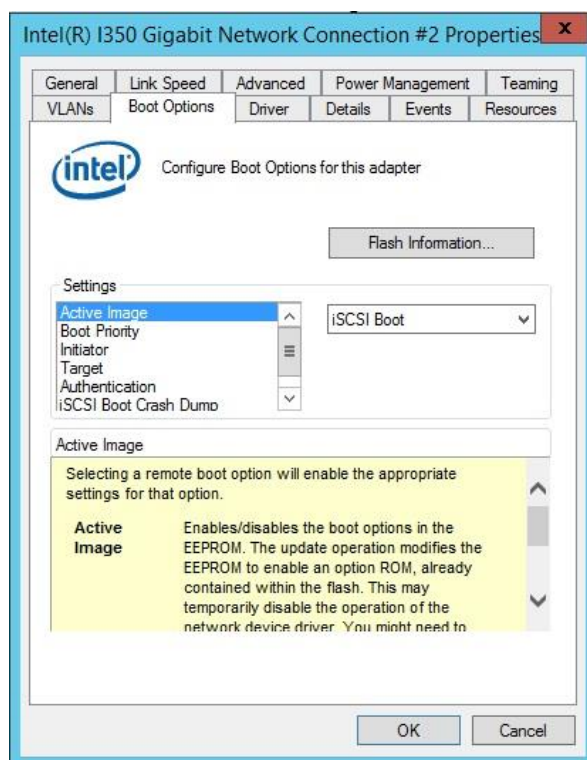 Intel(R) I350 Gigabit Network Connection #2 Properties
x
General Link Speed Advanced Power Management Teaming
VLANs Boot Options Driver Details Events Resources
intel
Configure Boot Options for this adapter
Flash Information...
Settings
Active Image
Boot Priority
Initiator
Target
Authentication
iSCSI Boot Crash Dump
iSCSI Boot
Active Image
Selecting a remote boot option will enable the appropriate
settings for that option.
Active Enables/disables the boot options in the
Image EEPROM. The update operation modifies the
EEPROM to enable an option ROM, already
contained within the flash. This may
temporarily disable the operation of the
network device driver. You might need to
OK Cancel